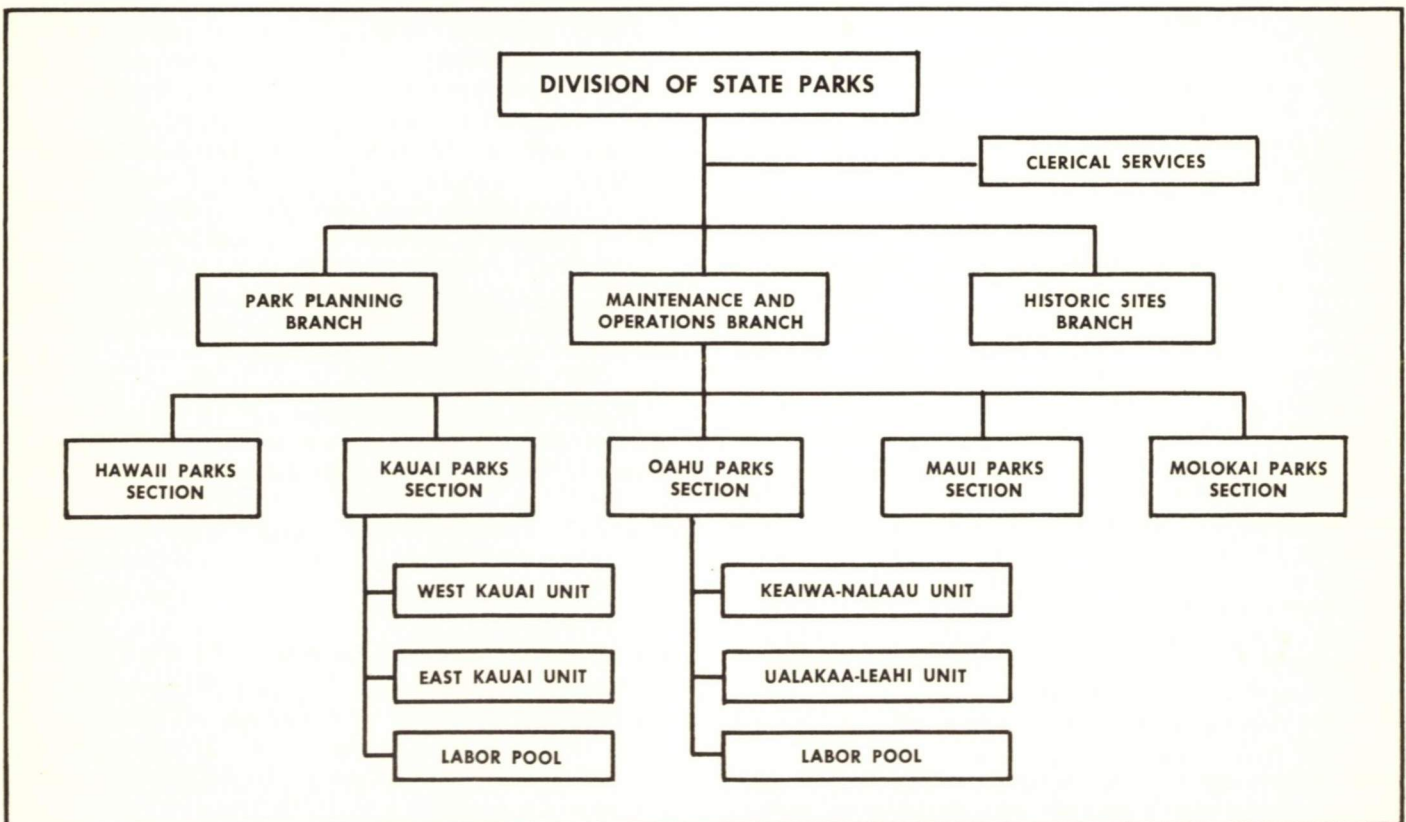 DIVISION OF STATE PARKS
CLERICAL SERVICES
PARK PLANNING
BRANCH
MAINTENANCE AND
OPERATIONS BRANCH
HISTORIC SITES
BRANCH
HAWAII PARKS
SECTION
KAUAI PARKS
SECTION
OAHU PARKS
SECTION
MAUI PARKS
SECTION
MOLOKAI PARKS
SECTION
WEST KAUAI UNIT
EAST KAUAI UNIT
LABOR POOL
KEAIWA-NALAAU UNIT
UALAKAA-LEAHI UNIT
LABOR POOL